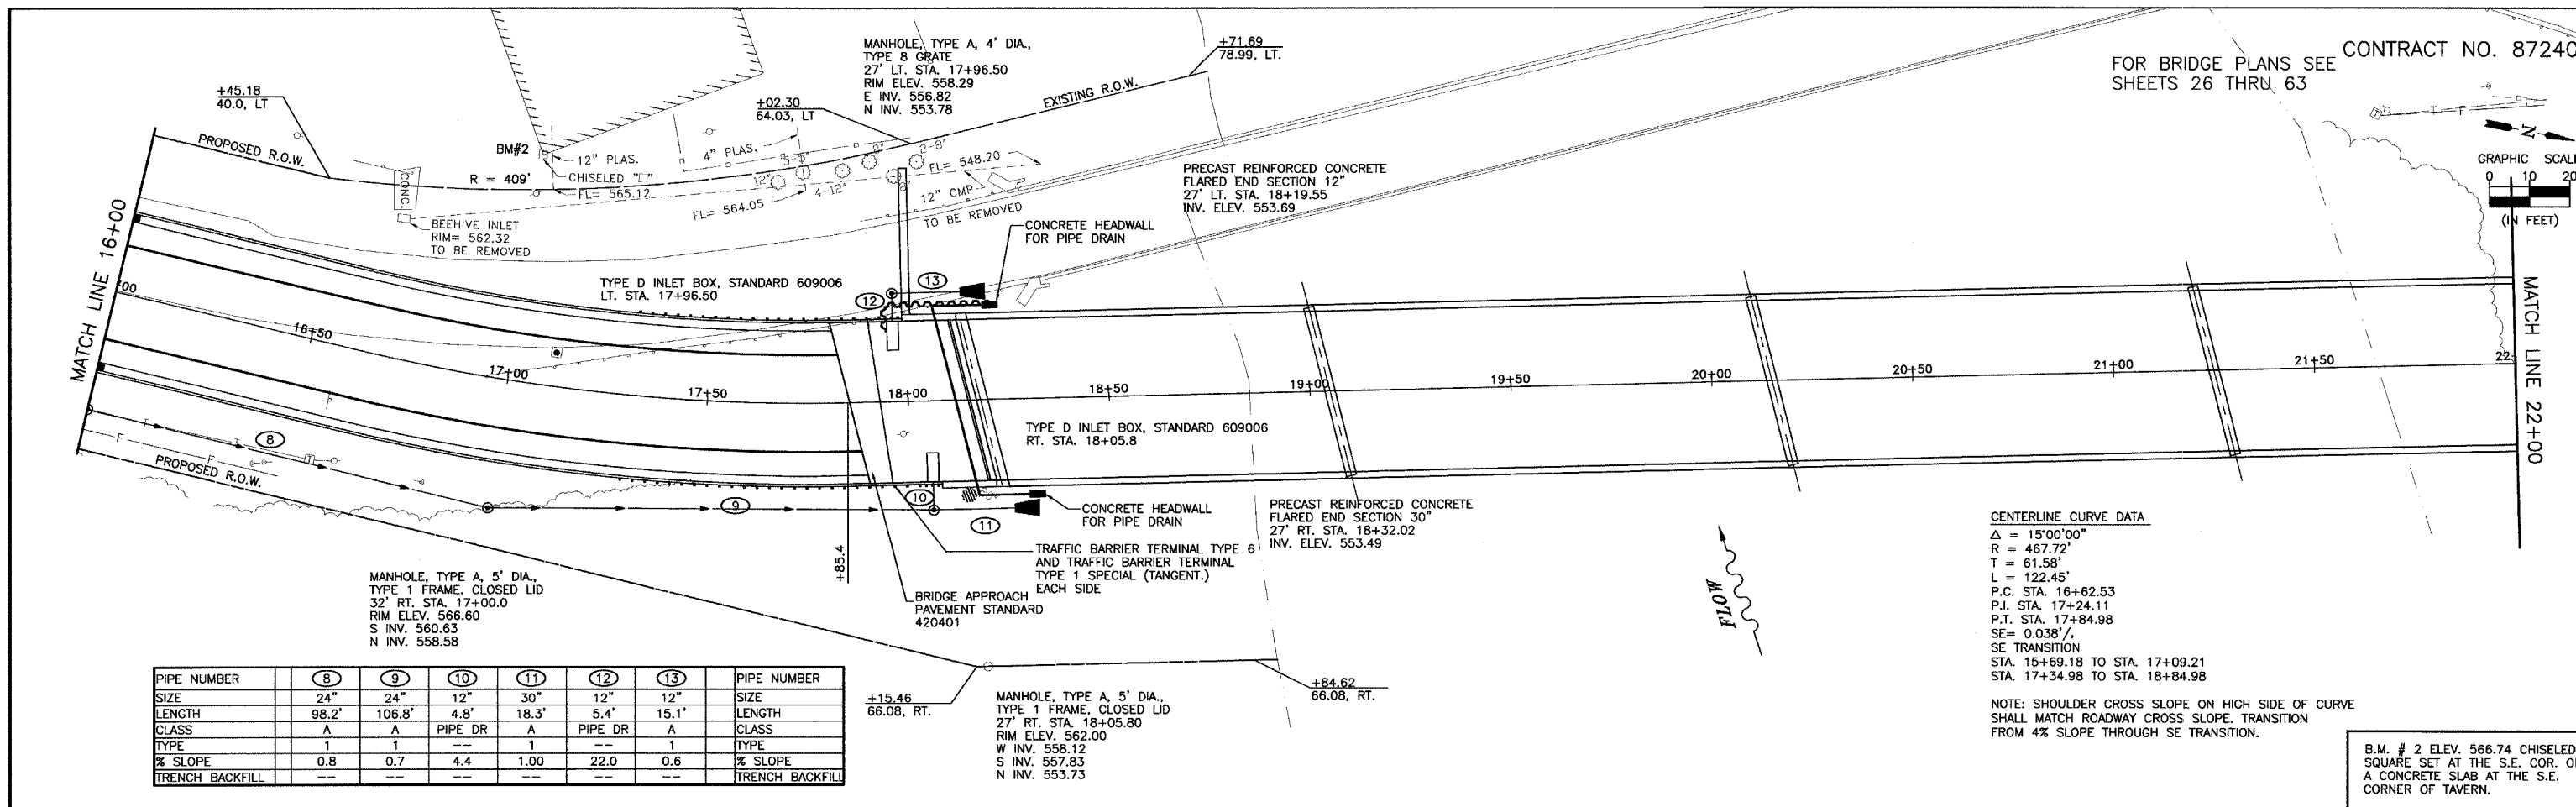 CONTRACT NO. 87240
FOR BRIDGE PLANS SEE
SHEETS 26 THRU 63
N
GRAPHIC SCALE
0 10 20
(IN FEET)
+45.18
40.0, LT
PROPOSED R.O.W.
BM#2
R = 409'
12" PLAS.
CHISELED "□"
FL= 565.12
4" PLAS.
+02.30
64.03, LT
MANHOLE, TYPE A, 4' DIA.,
TYPE 8 GRATE
27' LT. STA. 17+96.50
RIM ELEV. 558.29
E INV. 556.82
N INV. 553.78
+71.69
78.99, LT.
EXISTING R.O.W.
12"
4-12"
8"
2-8"
FL= 548.20
FL= 564.05
12" CMP
TO BE REMOVED
CONC.
BEEHIVE INLET
RIM= 562.32
TO BE REMOVED
PRECAST REINFORCED CONCRETE
FLARED END SECTION 12"
27' LT. STA. 18+19.55
INV. ELEV. 553.69
CONCRETE HEADWALL
FOR PIPE DRAIN
TYPE D INLET BOX, STANDARD 609006
LT. STA. 17+96.50
12
13
MATCH LINE 16+00
00
16+50
17+00
17+50
18+00
18+50
19+00
19+50
20+00
20+50
21+00
21+50
22
MATCH LINE 22+00
TYPE D INLET BOX, STANDARD 609006
RT. STA. 18+05.8
T
8
F
T
F
T
PROPOSED R.O.W.
9
10
11
CONCRETE HEADWALL
FOR PIPE DRAIN
PRECAST REINFORCED CONCRETE
FLARED END SECTION 30"
27' RT. STA. 18+32.02
INV. ELEV. 553.49
TRAFFIC BARRIER TERMINAL TYPE 6
AND TRAFFIC BARRIER TERMINAL
TYPE 1 SPECIAL (TANGENT.)
EACH SIDE
+85.4
BRIDGE APPROACH
PAVEMENT STANDARD
420401
MANHOLE, TYPE A, 5' DIA.,
TYPE 1 FRAME, CLOSED LID
32' RT. STA. 17+00.0
RIM ELEV. 566.60
S INV. 560.63
N INV. 558.58
FLOW
CENTERLINE CURVE DATA
Δ = 15°00'00"
R = 467.72'
T = 61.58'
L = 122.45'
P.C. STA. 16+62.53
P.I. STA. 17+24.11
P.T. STA. 17+84.98
SE= 0.038'/,
SE TRANSITION
STA. 15+69.18 TO STA. 17+09.21
STA. 17+34.98 TO STA. 18+84.98
NOTE: SHOULDER CROSS SLOPE ON HIGH SIDE OF CURVE
SHALL MATCH ROADWAY CROSS SLOPE. TRANSITION
FROM 4% SLOPE THROUGH SE TRANSITION.
+15.46
66.08, RT.
MANHOLE, TYPE A, 5' DIA.,
TYPE 1 FRAME, CLOSED LID
27' RT. STA. 18+05.80
RIM ELEV. 562.00
W INV. 558.12
S INV. 557.83
N INV. 553.73
+84.62
66.08, RT.
PIPE NUMBER 8 9 10 11 12 13 PIPE NUMBER
SIZE 24" 24" 12" 30" 12" 12" SIZE
LENGTH 98.2' 106.8' 4.8' 18.3' 5.4' 15.1' LENGTH
CLASS A A PIPE DR A PIPE DR A CLASS
TYPE 1 1 -- 1 -- 1 TYPE
% SLOPE 0.8 0.7 4.4 1.00 22.0 0.6 % SLOPE
TRENCH BACKFILL -- -- -- -- -- -- TRENCH BACKFILL
B.M. # 2 ELEV. 566.74 CHISELED
SQUARE SET AT THE S.E. COR. OF
A CONCRETE SLAB AT THE S.E.
CORNER OF TAVERN.